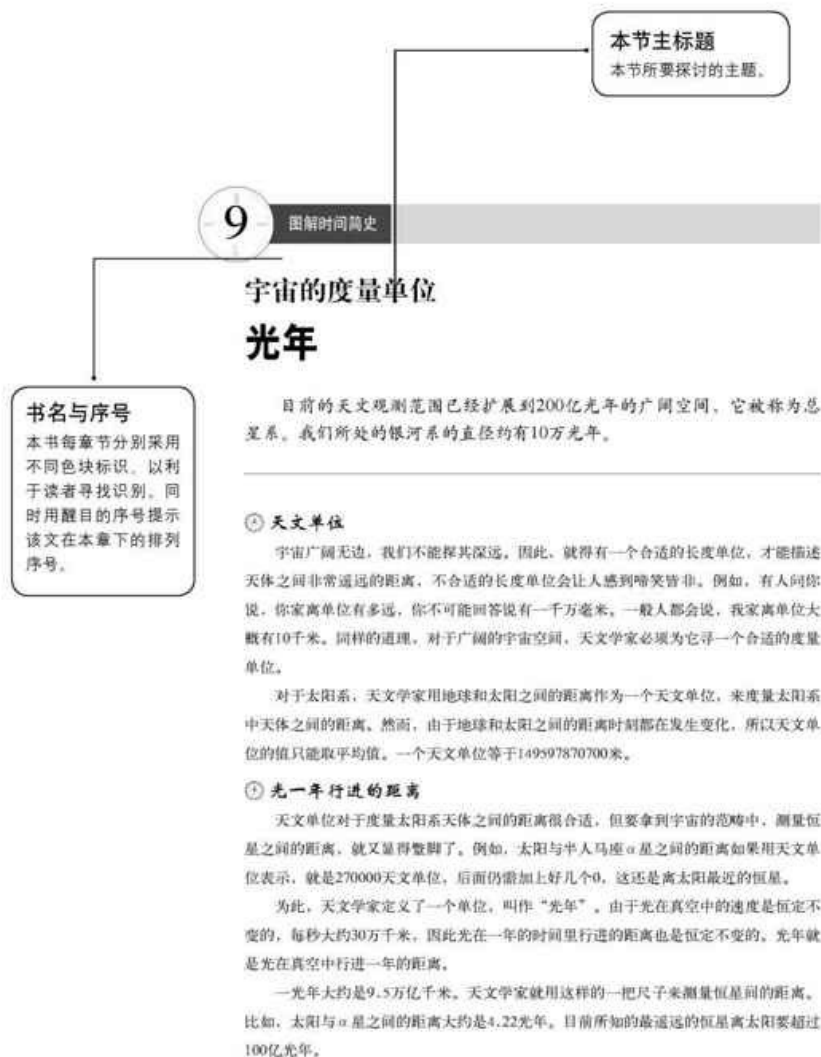 本节主标题
本节所要探讨的主题。
9
图解时间简史
宇宙的度量单位
光年
书名与序号
本书每章节分别采用
不同色块标识，以利
于读者寻找识别。同
时用醒目的序号提示
该文在本章下的排列
序号。
目前的天文观测范围已经扩展到200亿光年的广阔空间，它被称为总
星系。我们所处的银河系的直径约有10万光年。
天文单位
宇宙广阔无边，我们不能探其深远。因此，就得有一个合适的长度单位，才能描述
天体之间非常遥远的距离，不合适的长度单位会让人感到啼笑皆非。例如，有人问你
说，你家离单位有多远，你不可能回答说有一千万毫米。一般人都会说，我家离单位大
概有10千米。同样的道理，对于广阔的宇宙空间，天文学家必须为它寻一个合适的度量
单位。
对于太阳系，天文学家用地球和太阳之间的距离作为一个天文单位，来度量太阳系
中天体之间的距离。然而，由于地球和太阳之间的距离时刻都在发生变化，所以天文单
位的值只能取平均值。一个天文单位等于149597870700米。
光一年行进的距离
天文单位对于度量太阳系天体之间的距离很合适，但要拿到宇宙的范畴中，测量恒
星之间的距离，就又显得蹩脚了。例如，太阳与半人马座α星之间的距离如果用天文单
位表示，就是270000天文单位，后面仍需加上好几个0，这还是离太阳最近的恒星。
为此，天文学家定义了一个单位，叫作“光年”。由于光在真空中的速度是恒定不
变的，每秒大约30万千米，因此光在一年的时间里行进的距离也是恒定不变的。光年就
是光在真空中行进一年的距离。
一光年大约是9.5万亿千米。天文学家就用这样的一把尺子来测量恒星间的距离。
比如，太阳与α星之间的距离大约是4.22光年。目前所知的最遥远的恒星离太阳要超过
100亿光年。